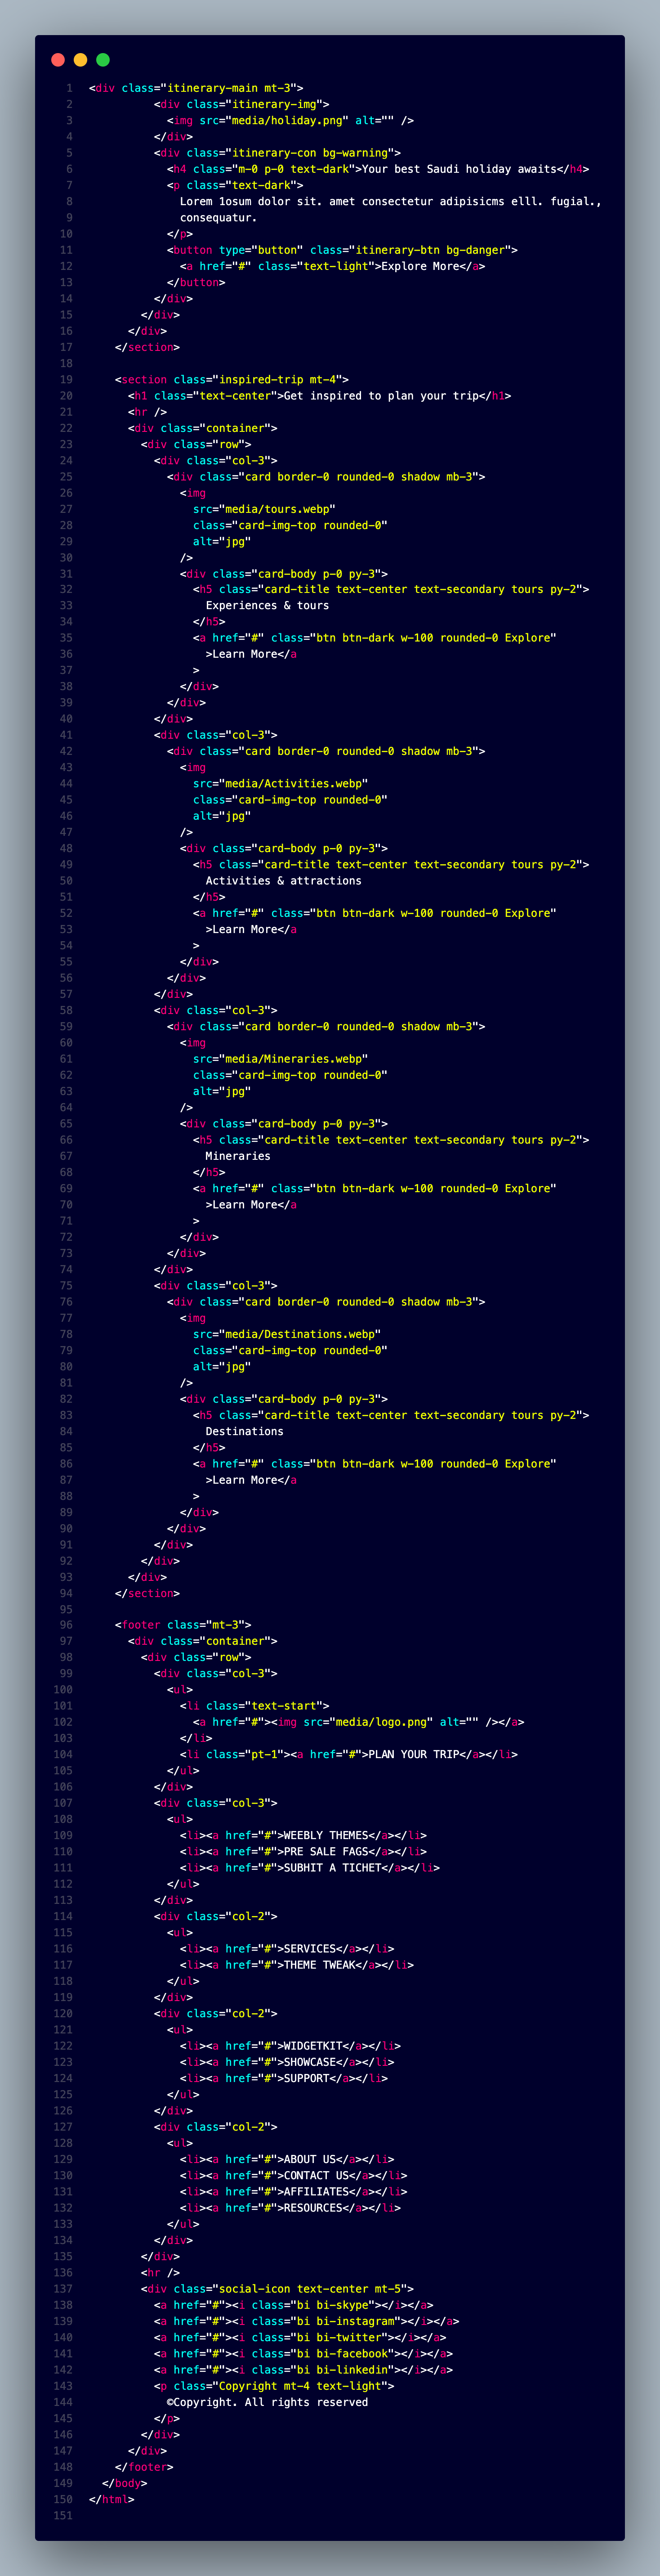 1 <div class="itinerary-main mt-3">
2 <div class="itinerary-img">
3 <img src="media/holiday.png" alt="" />
4 </div>
5 <div class="itinerary-con bg-warning">
6 <h4 class="m-0 p-0 text-dark">Your best Saudi holiday awaits</h4>
7 <p class="text-dark">
8 Lorem 1osum dolor sit. amet consectetur adipisicms elll. fugial.,
9 consequatur.
10 </p>
11 <button type="button" class="itinerary-btn bg-danger">
12 <a href="#" class="text-light">Explore More</a>
13 </button>
14 </div>
15 </div>
16 </div>
17 </section>
18
19 <section class="inspired-trip mt-4">
20 <h1 class="text-center">Get inspired to plan your trip</h1>
21 <hr />
22 <div class="container">
23 <div class="row">
24 <div class="col-3">
25 <div class="card border-0 rounded-0 shadow mb-3">
26 <img
27 src="media/tours.webp"
28 class="card-img-top rounded-0"
29 alt="jpg"
30 />
31 <div class="card-body p-0 py-3">
32 <h5 class="card-title text-center text-secondary tours py-2">
33 Experiences & tours
34 </h5>
35 <a href="#" class="btn btn-dark w-100 rounded-0 Explore"
36 >Learn More</a
37 >
38 </div>
39 </div>
40 </div>
41 <div class="col-3">
42 <div class="card border-0 rounded-0 shadow mb-3">
43 <img
44 src="media/Activities.webp"
45 class="card-img-top rounded-0"
46 alt="jpg"
47 />
48 <div class="card-body p-0 py-3">
49 <h5 class="card-title text-center text-secondary tours py-2">
50 Activities & attractions
51 </h5>
52 <a href="#" class="btn btn-dark w-100 rounded-0 Explore"
53 >Learn More</a
54 >
55 </div>
56 </div>
57 </div>
58 <div class="col-3">
59 <div class="card border-0 rounded-0 shadow mb-3">
60 <img
61 src="media/Mineraries.webp"
62 class="card-img-top rounded-0"
63 alt="jpg"
64 />
65 <div class="card-body p-0 py-3">
66 <h5 class="card-title text-center text-secondary tours py-2">
67 Mineraries
68 </h5>
69 <a href="#" class="btn btn-dark w-100 rounded-0 Explore"
70 >Learn More</a
71 >
72 </div>
73 </div>
74 </div>
75 <div class="col-3">
76 <div class="card border-0 rounded-0 shadow mb-3">
77 <img
78 src="media/Destinations.webp"
79 class="card-img-top rounded-0"
80 alt="jpg"
81 />
82 <div class="card-body p-0 py-3">
83 <h5 class="card-title text-center text-secondary tours py-2">
84 Destinations
85 </h5>
86 <a href="#" class="btn btn-dark w-100 rounded-0 Explore"
87 >Learn More</a
88 >
89 </div>
90 </div>
91 </div>
92 </div>
93 </div>
94 </section>
95
96 <footer class="mt-3">
97 <div class="container">
98 <div class="row">
99 <div class="col-3">
100 <ul>
101 <li class="text-start">
102 <a href="#"><img src="media/logo.png" alt="" /></a>
103 </li>
104 <li class="pt-1"><a href="#">PLAN YOUR TRIP</a></li>
105 </ul>
106 </div>
107 <div class="col-3">
108 <ul>
109 <li><a href="#">WEEBLY THEMES</a></li>
110 <li><a href="#">PRE SALE FAGS</a></li>
111 <li><a href="#">SUBHIT A TICHET</a></li>
112 </ul>
113 </div>
114 <div class="col-2">
115 <ul>
116 <li><a href="#">SERVICES</a></li>
117 <li><a href="#">THEME TWEAK</a></li>
118 </ul>
119 </div>
120 <div class="col-2">
121 <ul>
122 <li><a href="#">WIDGETKIT</a></li>
123 <li><a href="#">SHOWCASE</a></li>
124 <li><a href="#">SUPPORT</a></li>
125 </ul>
126 </div>
127 <div class="col-2">
128 <ul>
129 <li><a href="#">ABOUT US</a></li>
130 <li><a href="#">CONTACT US</a></li>
131 <li><a href="#">AFFILIATES</a></li>
132 <li><a href="#">RESOURCES</a></li>
133 </ul>
134 </div>
135 </div>
136 <hr />
137 <div class="social-icon text-center mt-5">
138 <a href="#"><i class="bi bi-skype"></i></a>
139 <a href="#"><i class="bi bi-instagram"></i></a>
140 <a href="#"><i class="bi bi-twitter"></i></a>
141 <a href="#"><i class="bi bi-facebook"></i></a>
142 <a href="#"><i class="bi bi-linkedin"></i></a>
143 <p class="Copyright mt-4 text-light">
144 ©Copyright. All rights reserved
145 </p>
146 </div>
147 </div>
148 </footer>
149 </body>
150 </html>
151